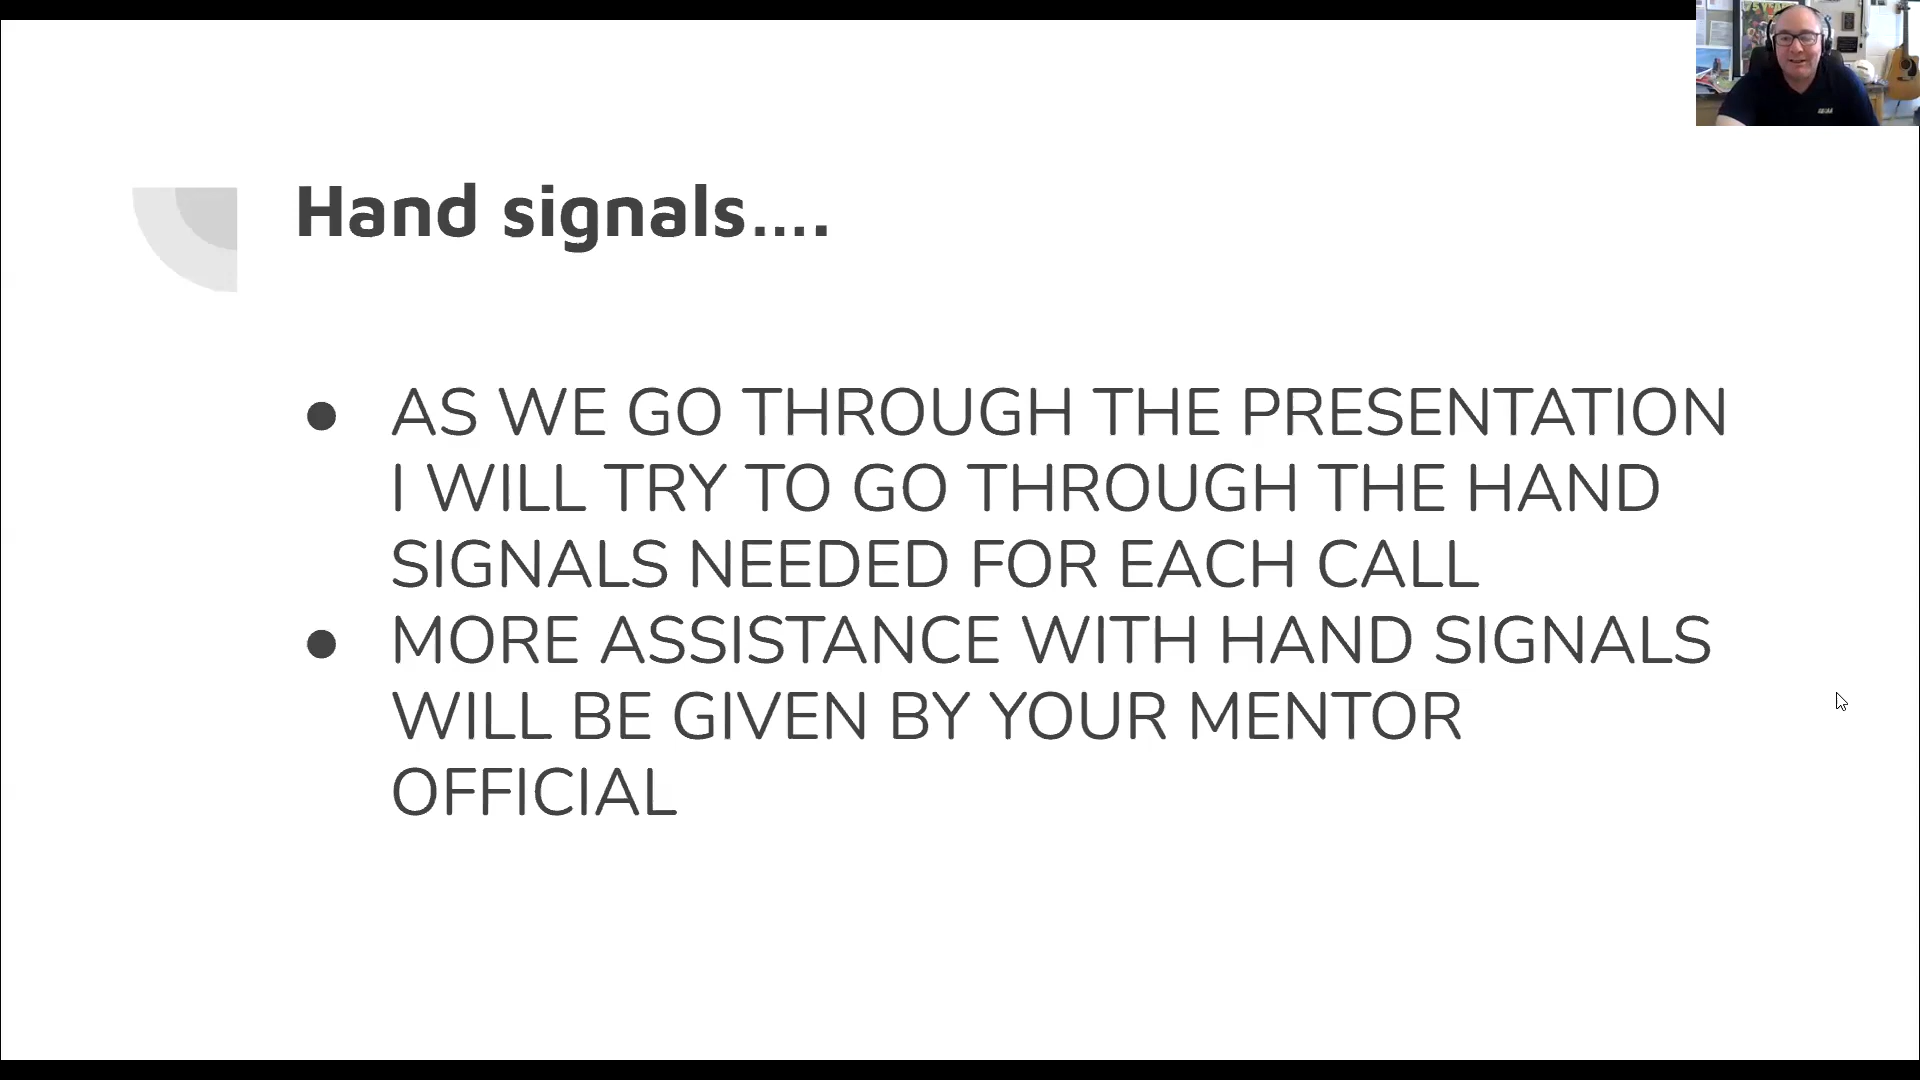 Hand signals....
● AS WE GO THROUGH THE PRESENTATION
I WILL TRY TO GO THROUGH THE HAND
SIGNALS NEEDED FOR EACH CALL
● MORE ASSISTANCE WITH HAND SIGNALS
WILL BE GIVEN BY YOUR MENTOR
OFFICIAL